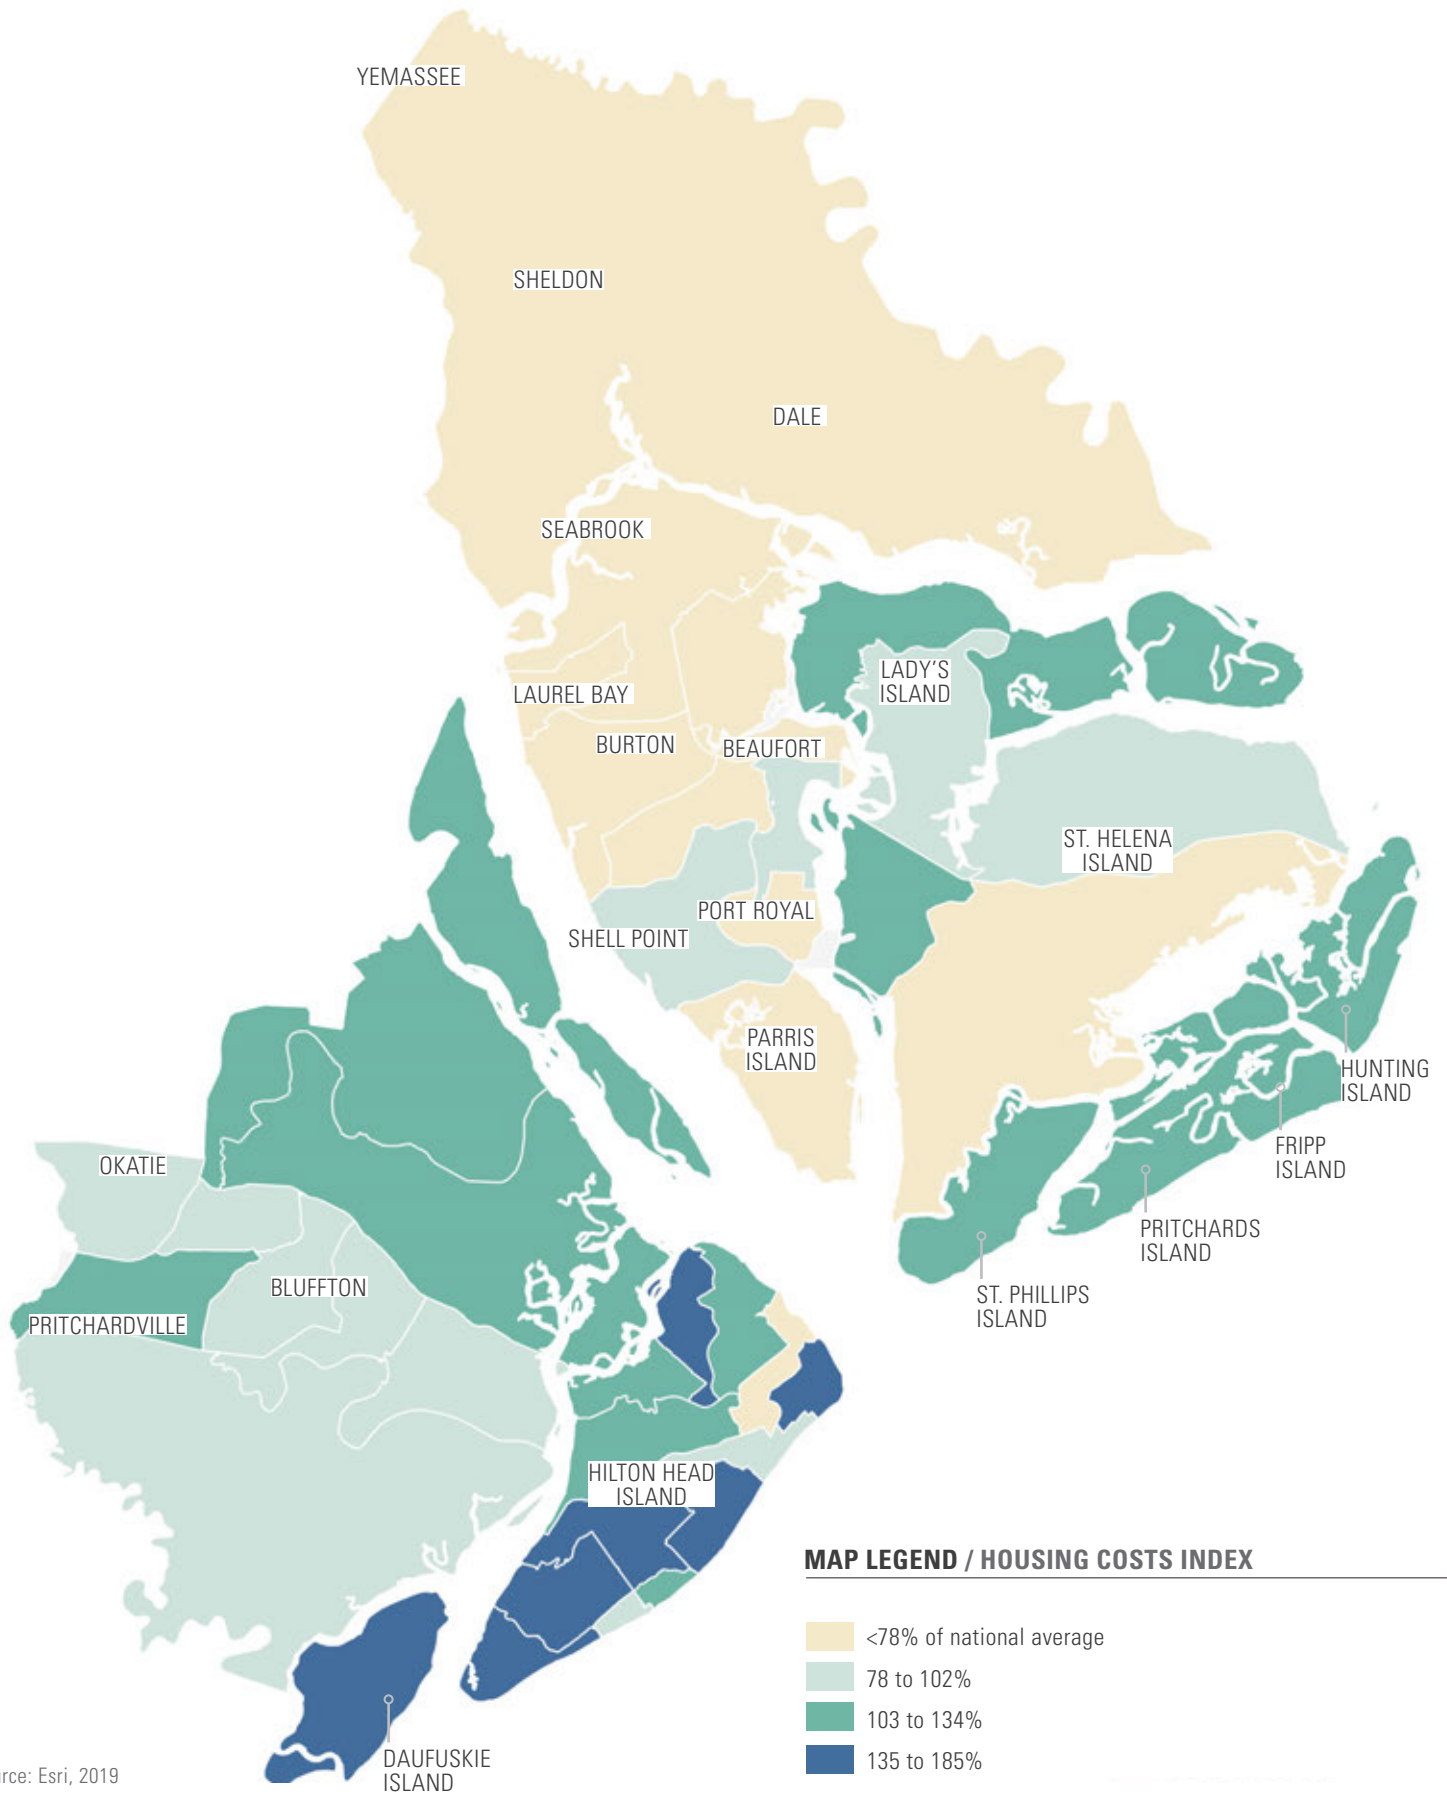 YEMASSEE
SHELDON
DALE
SEABROOK
LADY'S
ISLAND
LAUREL BAY
BURTON
BEAUFORT
ST. HELENA
ISLAND
PORT ROYAL
SHELL POINT
PARRIS
ISLAND
HUNTING
ISLAND
FRIPP
ISLAND
OKATIE
PRITCHARDS
ISLAND
BLUFFTON
ST. PHILLIPS
ISLAND
PRITCHARDVILLE
HILTON HEAD
ISLAND
MAP LEGEND / HOUSING COSTS INDEX
<78% of national average
78 to 102%
103 to 134%
135 to 185%
DAUFUSKIE
ISLAND
rce: Esri, 2019